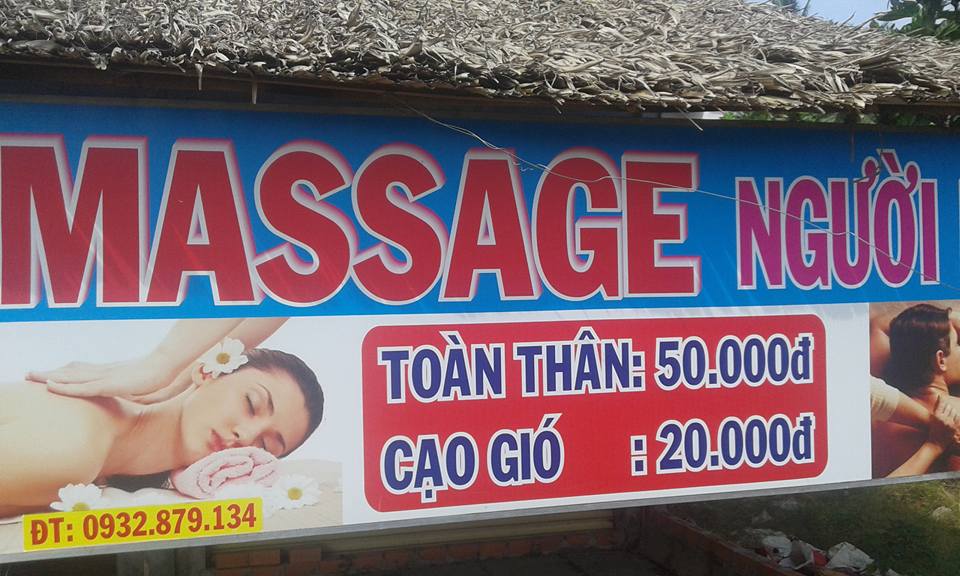 MASSAGE NGƯỜI
TOÀN THÂN: 50.000đ
CẠO GIÓ : 20.000đ
ĐT: 0932.879.134